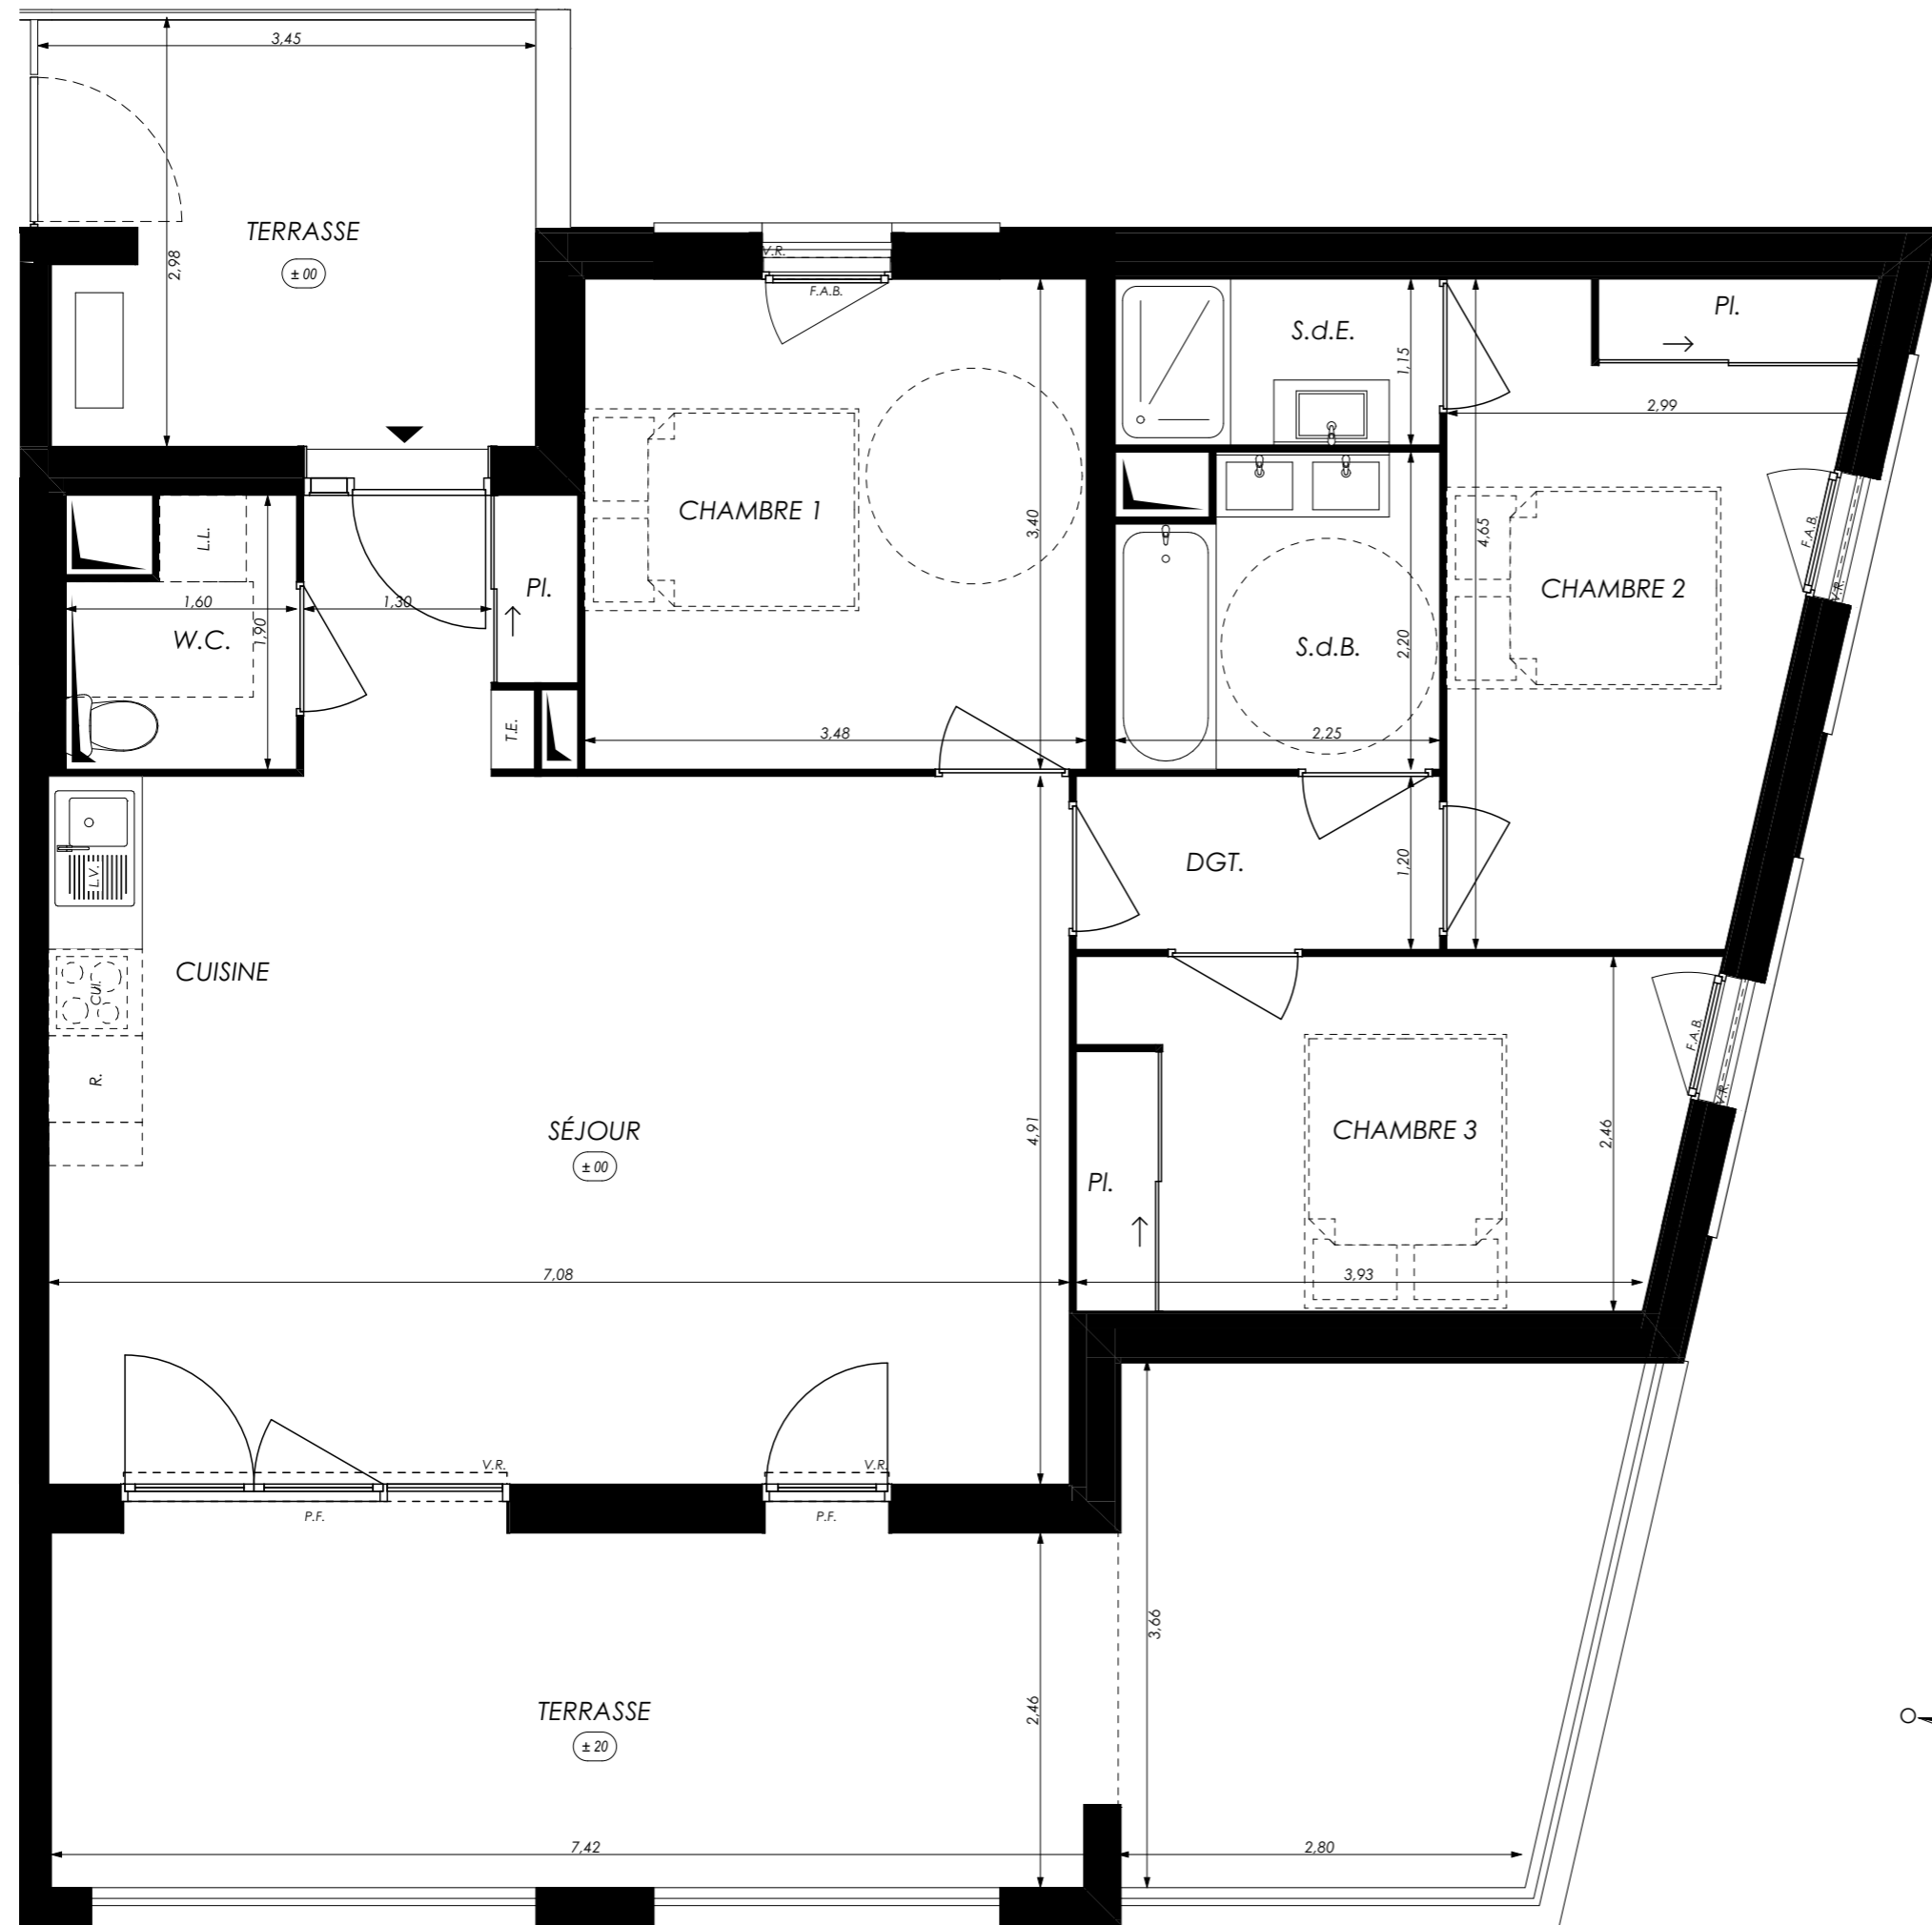 3,45
TERRASSE
± 00
2,98
V.R.
F.A.B.
S.d.E.
1,15
Pl.
2,99
CHAMBRE 1
3,40
L.L.
1,60
1,30
1,90
W.C.
Pl.
T.E.
3,48
4,65
CHAMBRE 2
F.A.B.
V.R.
S.d.B.
2,20
2,25
L.V.
DGT.
1,20
CUISINE
CUI.
R.
SÉJOUR
± 00
4,91
F.A.B.
V.R.
CHAMBRE 3
2,46
Pl.
7,08
3,93
V.R.
V.R.
P.F.
P.F.
3,66
TERRASSE
± 20
2,46
7,42
2,80